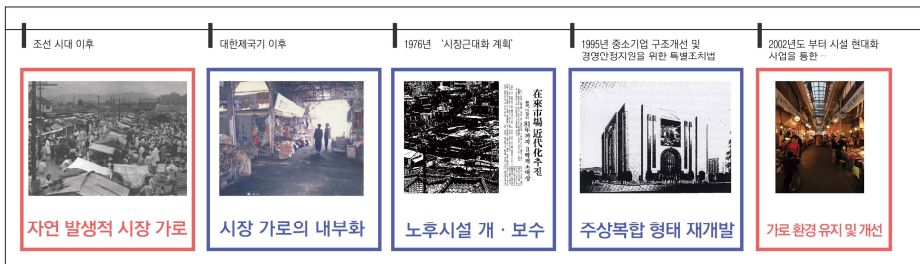 조선 시대 이후
대한제국기 이후
1976년 ‘시장근대화 계획’
1995년 중소기업 구조개선 및
경영안정지원을 위한 특별조치법
2002년도 부터 시설 현대화
사업을 통한 ··
在來市場 近代化추진
자연 발생적 시장 가로
시장 가로의 내부화
노후시설 개 · 보수
주상복합 형태 재개발
가로 환경 유지 및 개선